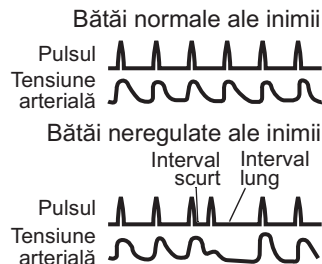 Bătăi normale ale inimii
Pulsul
Tensiune
arterială
Bătăi neregulate ale inimii
Interval Interval
scurt lung
Pulsul
Tensiune
arterială